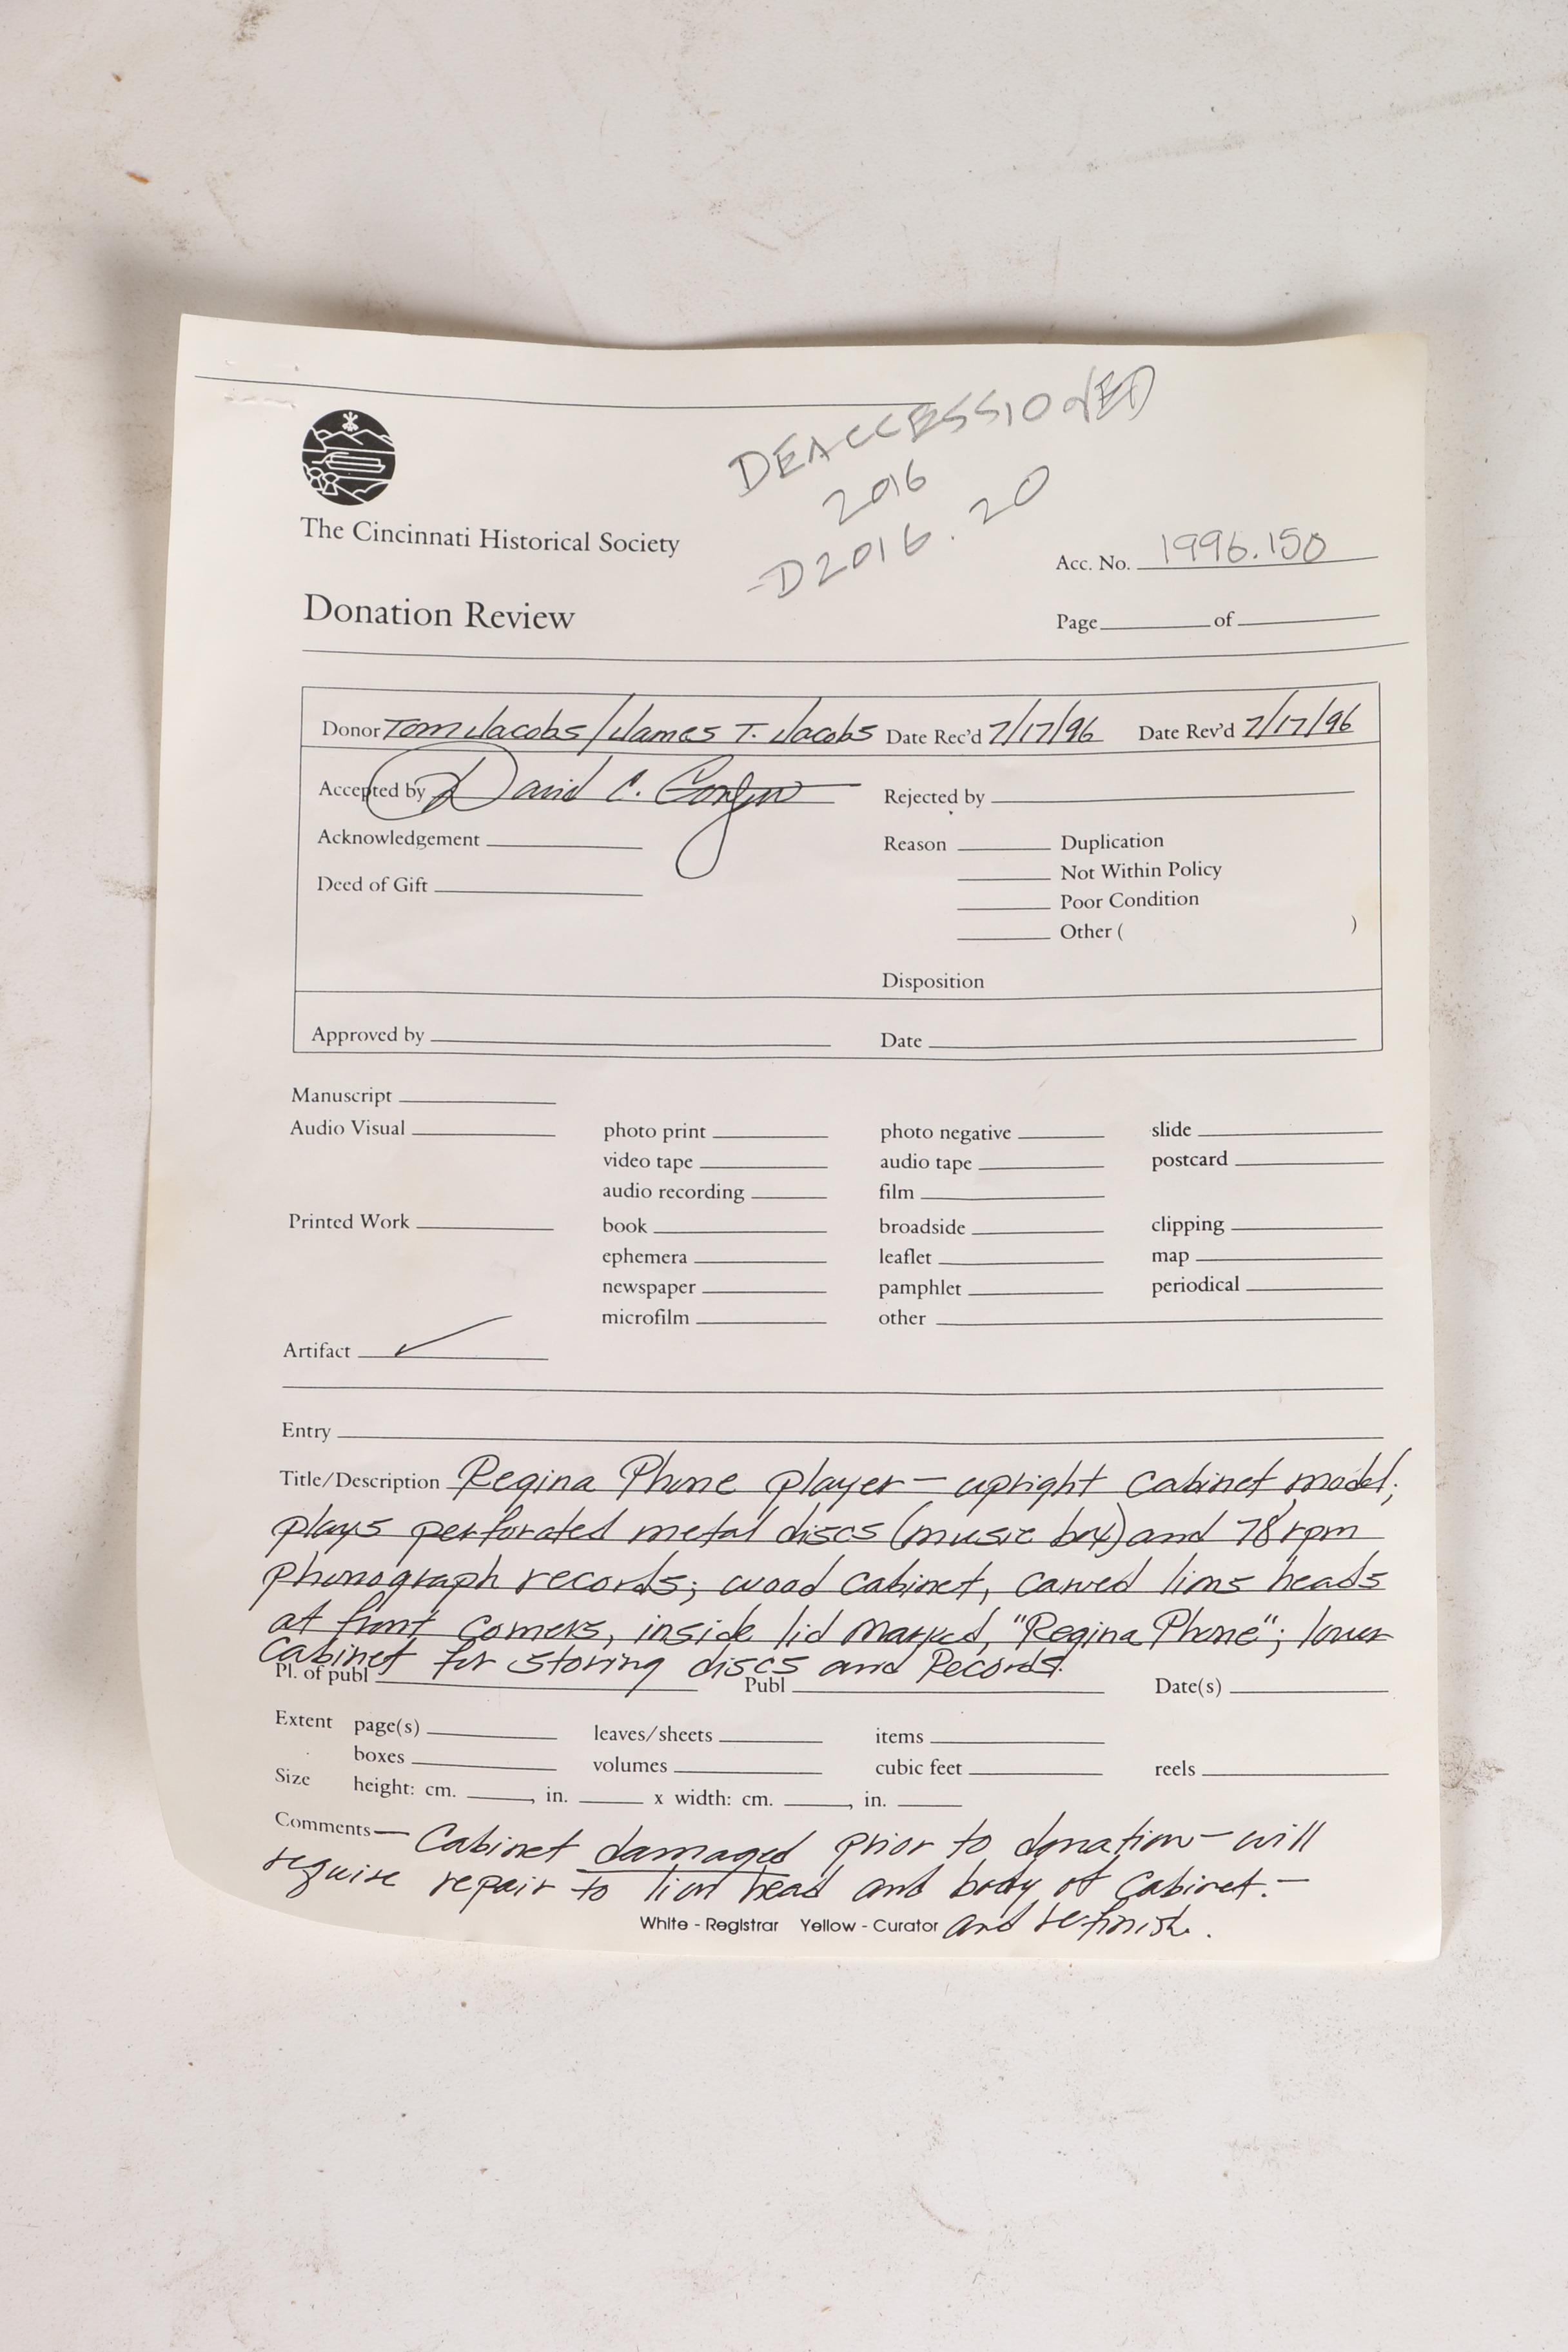 DEACCESSIONED
2016
-D2016.20
The Cincinnati Historical Society
Acc. No. 1996.150
Donation Review
Page of
Donor Tom Jacobs/James T. Jacobs Date Rec'd 7/17/96 Date Rev'd 7/17/96
Accepted by David C. Rejected by
Acknowledgement Reason Duplication
Not Within Policy
Deed of Gift
Poor Condition
Other ( )
Disposition
Approved by Date
Manuscript
Audio Visual photo print photo negative slide
video tape audio tape postcard
audio recording film
Printed Work book broadside clipping
ephemera leaflet map
newspaper pamphlet periodical
microfilm other
Artifact ✓
Entry
Title/Description Regina Phone player - upright cabinet model;
plays perforated metal discs (music box) and 78 rpm
phonograph records; wood cabinet, carved lions heads
at front corners, inside lid marked, "Regina Phone"; lower
cabinet for storing discs and Records.
Pl. of publ Publ Date(s)
Extent page(s) leaves/sheets items
boxes volumes cubic feet reels
Size height: cm. , in. x width: cm. , in.
Comments - Cabinet damaged prior to donation - will
require repair to lion head and body of cabinet. -
White - Registrar Yellow - Curator and refinish.